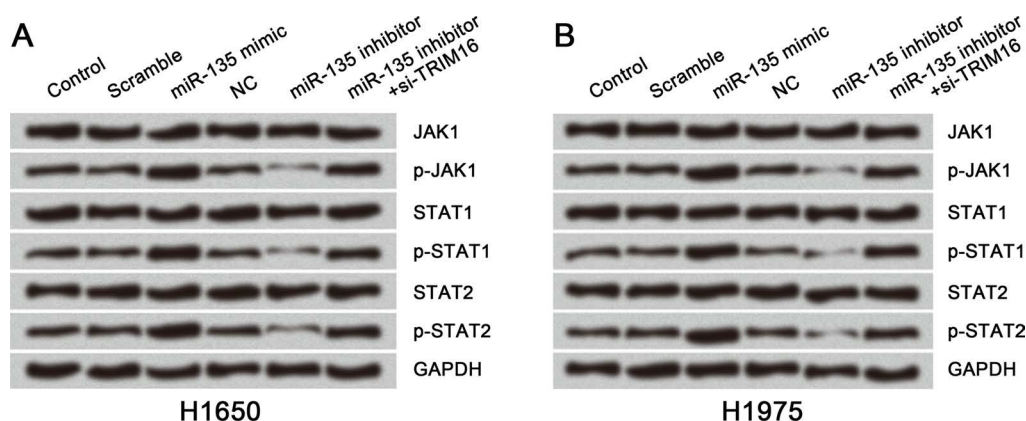 A
Control
Scramble
miR-135 mimic
NC
miR-135 inhibitor
miR-135 inhibitor
+si-TRIM16
JAK1
p-JAK1
STAT1
p-STAT1
STAT2
p-STAT2
GAPDH
H1650
B
Control
Scramble
miR-135 mimic
NC
miR-135 inhibitor
miR-135 inhibitor
+si-TRIM16
JAK1
p-JAK1
STAT1
p-STAT1
STAT2
p-STAT2
GAPDH
H1975